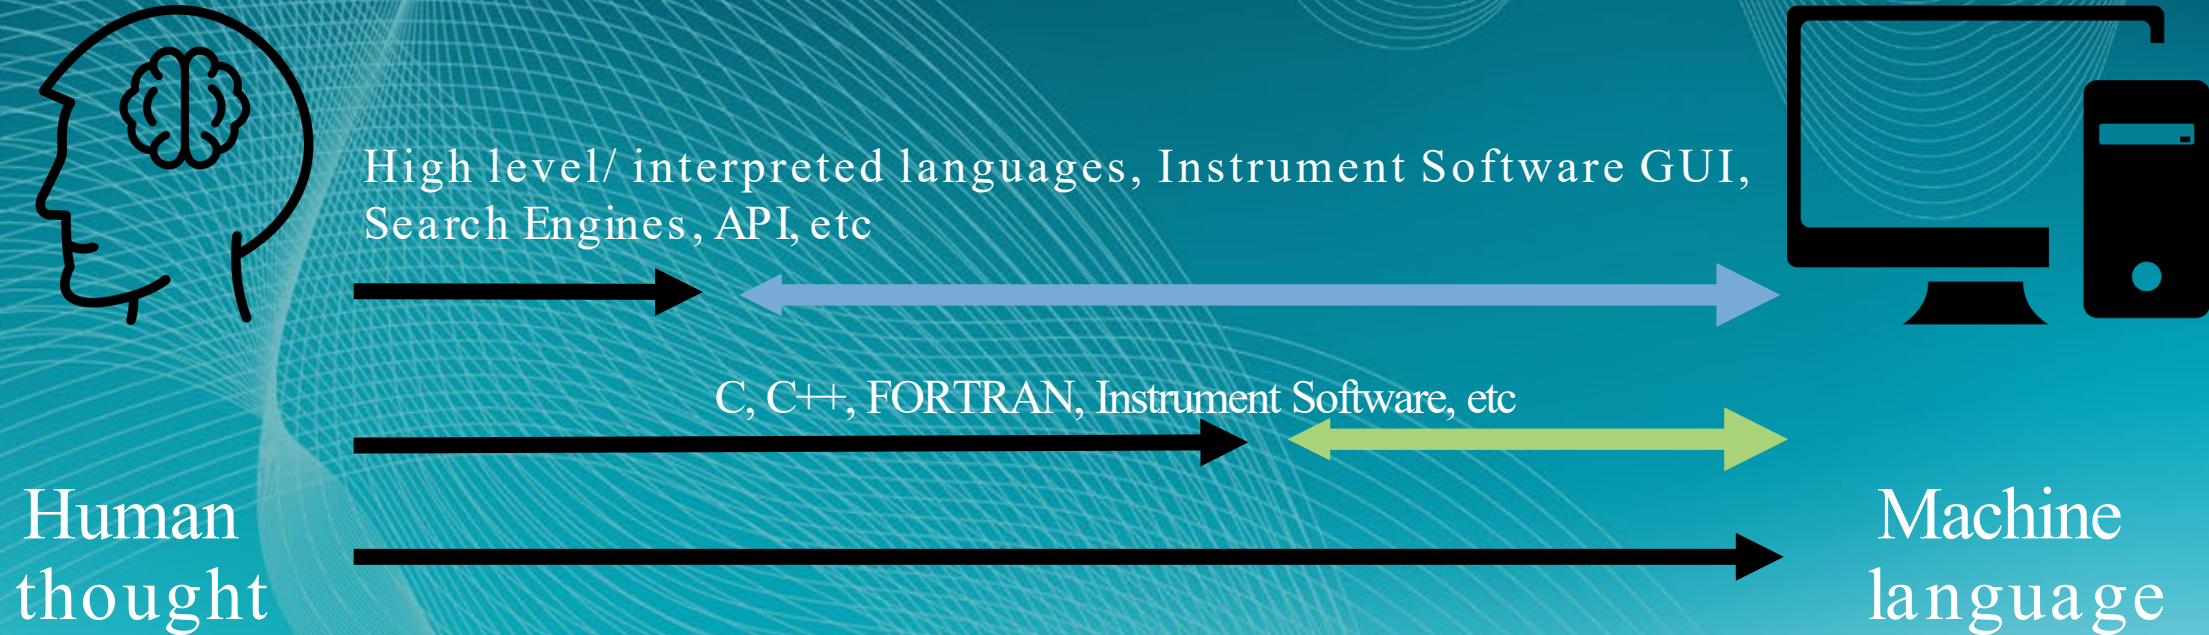 High level/ interpreted languages, Instrument Software GUI,
Search Engines, API, etc
C, C++, FORTRAN, Instrument Software, etc
Human
thought
Machine
language